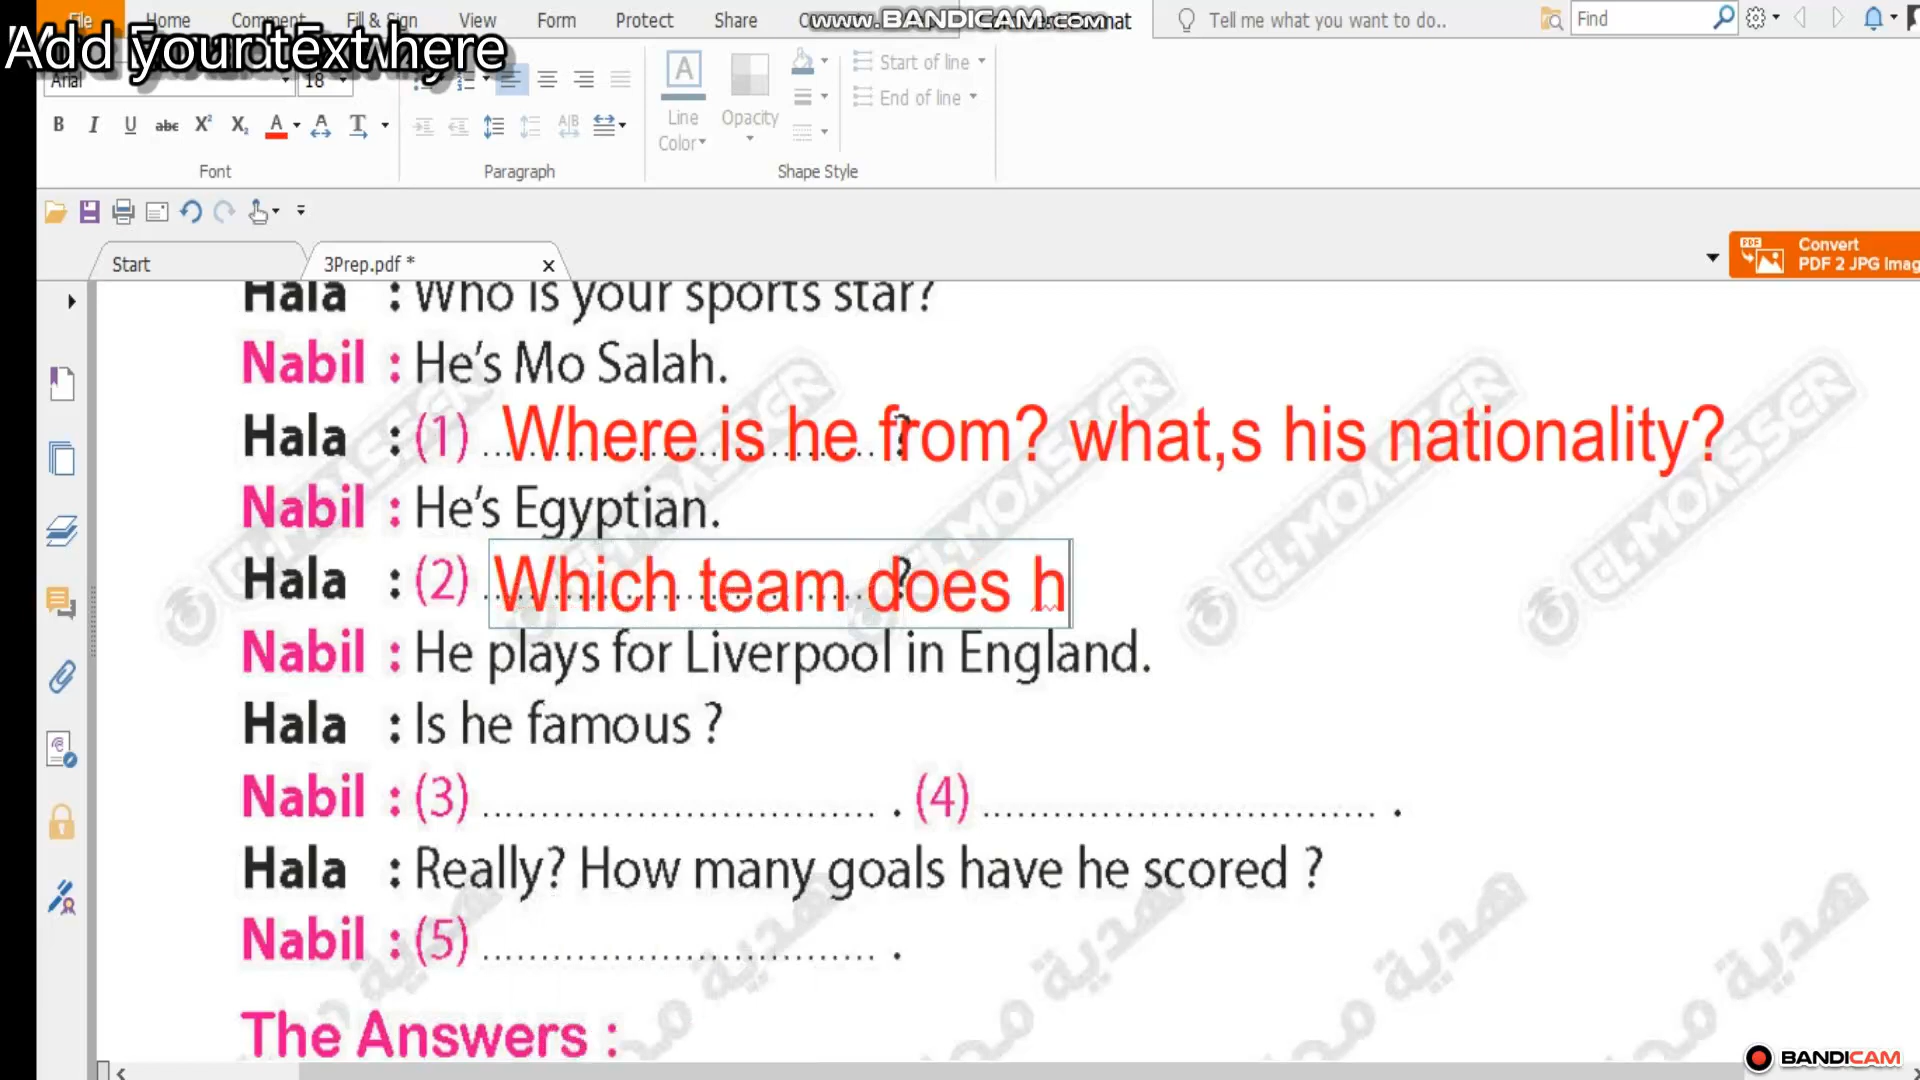 File Home Comment Fill & Sign View Form Protect Share www.BANDICAM.com Format Tell me what you want to do.. Find
Add your text here
Arial 18
Start of line
End of line
Line Color
Opacity
B I U abc X² X₂ A A T
Font Paragraph Shape Style
Start 3Prep.pdf * x
Convert
PDF 2 JPG Imag
Hala : Who is your sports star?
Nabil : He's Mo Salah.
Hala : (1) Where is he from? what,s his nationality?
Nabil : He's Egyptian.
Hala : (2) Which team does h ?
Nabil : He plays for Liverpool in England.
Hala : Is he famous ?
Nabil : (3) ................................. . (4) ................................. .
Hala : Really? How many goals have he scored ?
Nabil : (5) ................................. .
The Answers :
BANDICAM